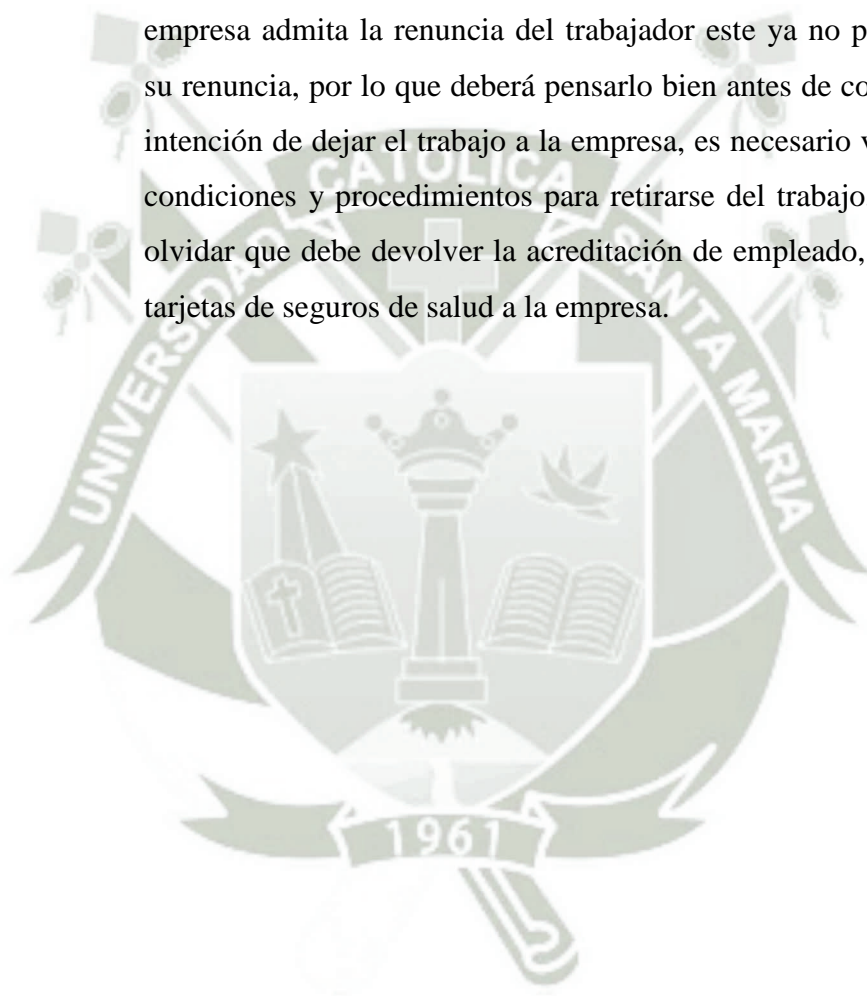 empresa admita la renuncia del trabajador este ya no p
su renuncia, por lo que deberá pensarlo bien antes de co
intención de dejar el trabajo a la empresa, es necesario v
condiciones y procedimientos para retirarse del trabajo
olvidar que debe devolver la acreditación de empleado,
tarjetas de seguros de salud a la empresa.
UNIVERSIDAD CATOLICA SANTA MARIA
1961